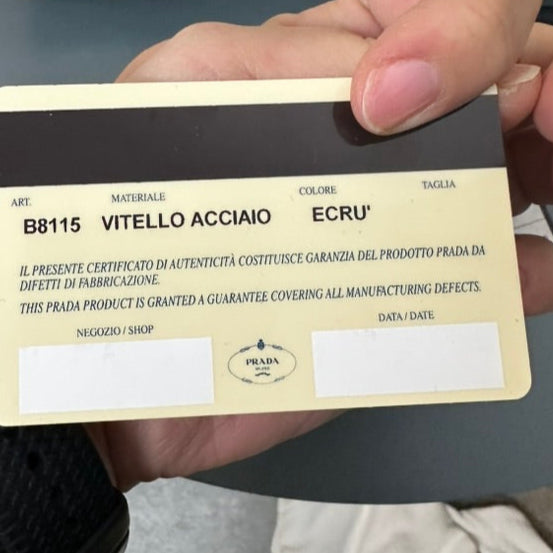 ART. MATERIALE COLORE TAGLIA
B8115 VITELLO ACCIAIO ECRU'
IL PRESENTE CERTIFICATO DI AUTENTICITÀ COSTITUISCE GARANZIA DEL PRODOTTO PRADA DA
DIFETTI DI FABBRICAZIONE.
THIS PRADA PRODUCT IS GRANTED A GUARANTEE COVERING ALL MANUFACTURING DEFECTS.
NEGOZIO / SHOP DATA / DATE
PRADA
MILANO